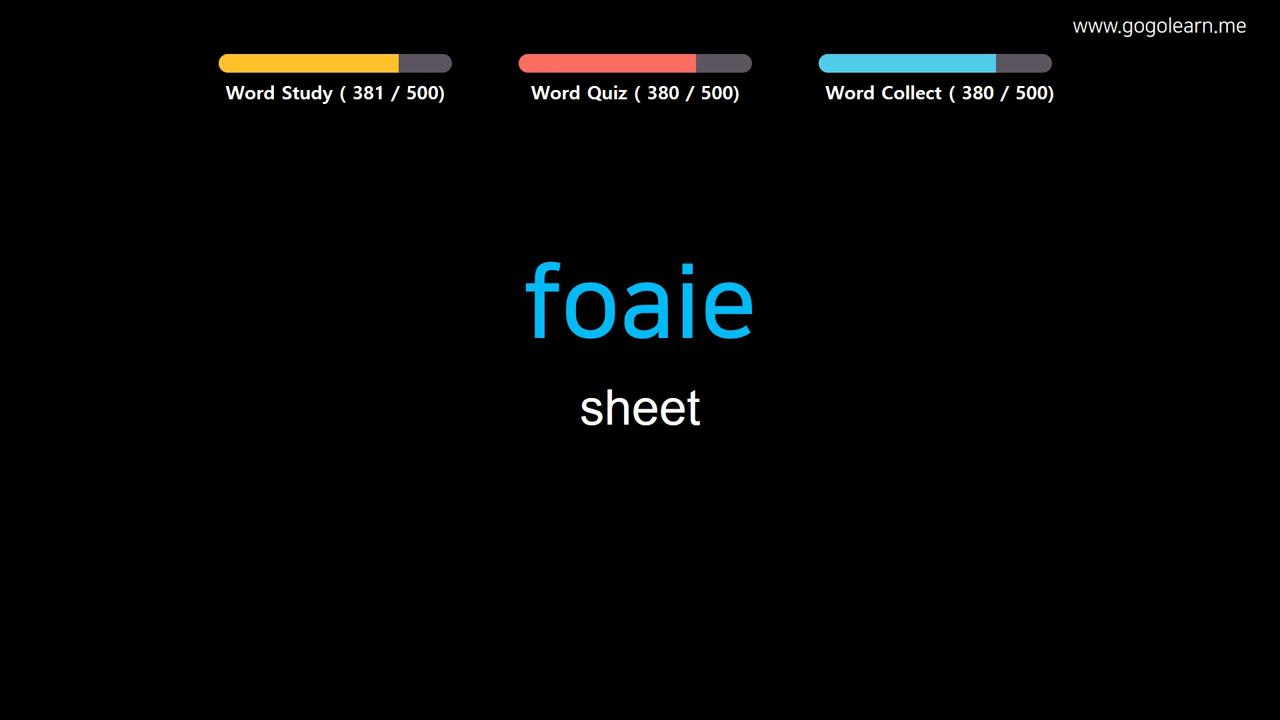 www.gogolearn.me
Word Study ( 381 / 500)
Word Quiz ( 380 / 500)
Word Collect ( 380 / 500)
foaie
sheet